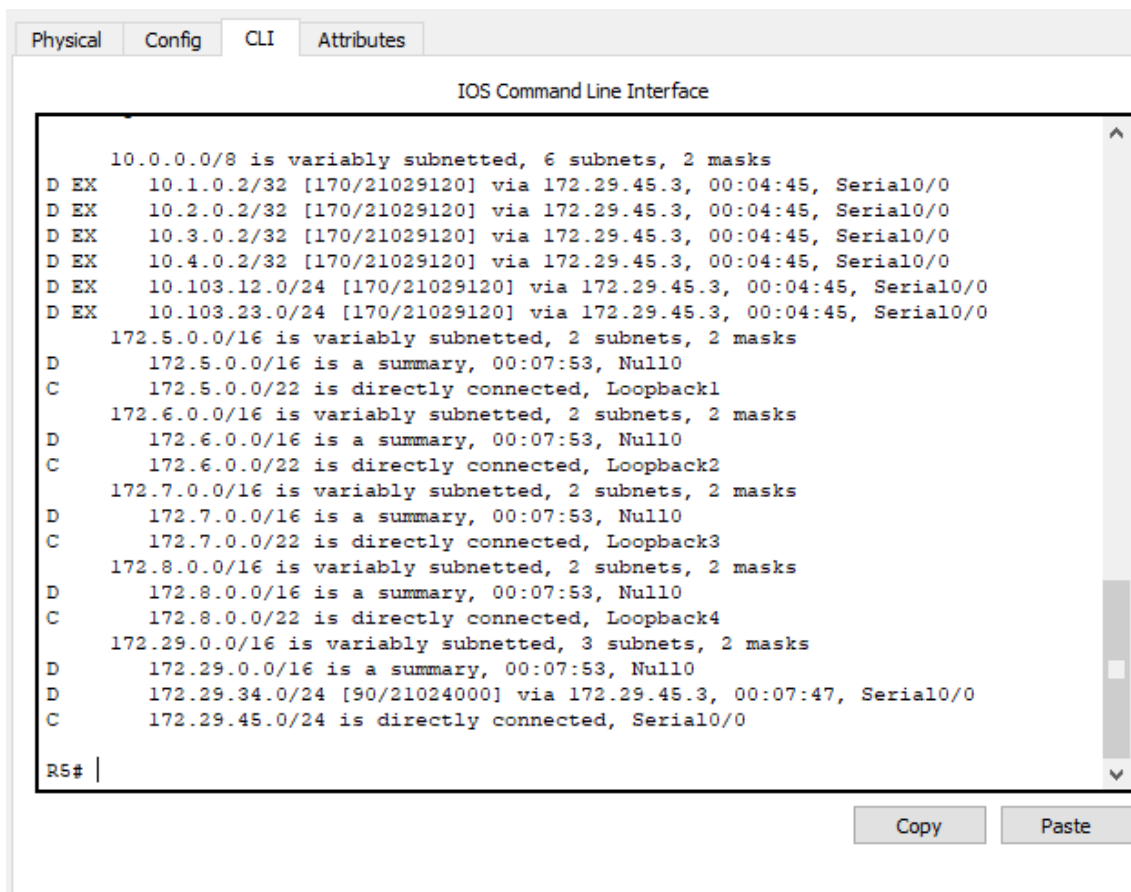 Physical Config CLI Attributes
IOS Command Line Interface
10.0.0.0/8 is variably subnetted, 6 subnets, 2 masks
D EX 10.1.0.2/32 [170/21029120] via 172.29.45.3, 00:04:45, Serial0/0
D EX 10.2.0.2/32 [170/21029120] via 172.29.45.3, 00:04:45, Serial0/0
D EX 10.3.0.2/32 [170/21029120] via 172.29.45.3, 00:04:45, Serial0/0
D EX 10.4.0.2/32 [170/21029120] via 172.29.45.3, 00:04:45, Serial0/0
D EX 10.103.12.0/24 [170/21029120] via 172.29.45.3, 00:04:45, Serial0/0
D EX 10.103.23.0/24 [170/21029120] via 172.29.45.3, 00:04:45, Serial0/0
172.5.0.0/16 is variably subnetted, 2 subnets, 2 masks
D 172.5.0.0/16 is a summary, 00:07:53, Null0
C 172.5.0.0/22 is directly connected, Loopback1
172.6.0.0/16 is variably subnetted, 2 subnets, 2 masks
D 172.6.0.0/16 is a summary, 00:07:53, Null0
C 172.6.0.0/22 is directly connected, Loopback2
172.7.0.0/16 is variably subnetted, 2 subnets, 2 masks
D 172.7.0.0/16 is a summary, 00:07:53, Null0
C 172.7.0.0/22 is directly connected, Loopback3
172.8.0.0/16 is variably subnetted, 2 subnets, 2 masks
D 172.8.0.0/16 is a summary, 00:07:53, Null0
C 172.8.0.0/22 is directly connected, Loopback4
172.29.0.0/16 is variably subnetted, 3 subnets, 2 masks
D 172.29.0.0/16 is a summary, 00:07:53, Null0
D 172.29.34.0/24 [90/21024000] via 172.29.45.3, 00:07:47, Serial0/0
C 172.29.45.0/24 is directly connected, Serial0/0
R5#
Copy Paste